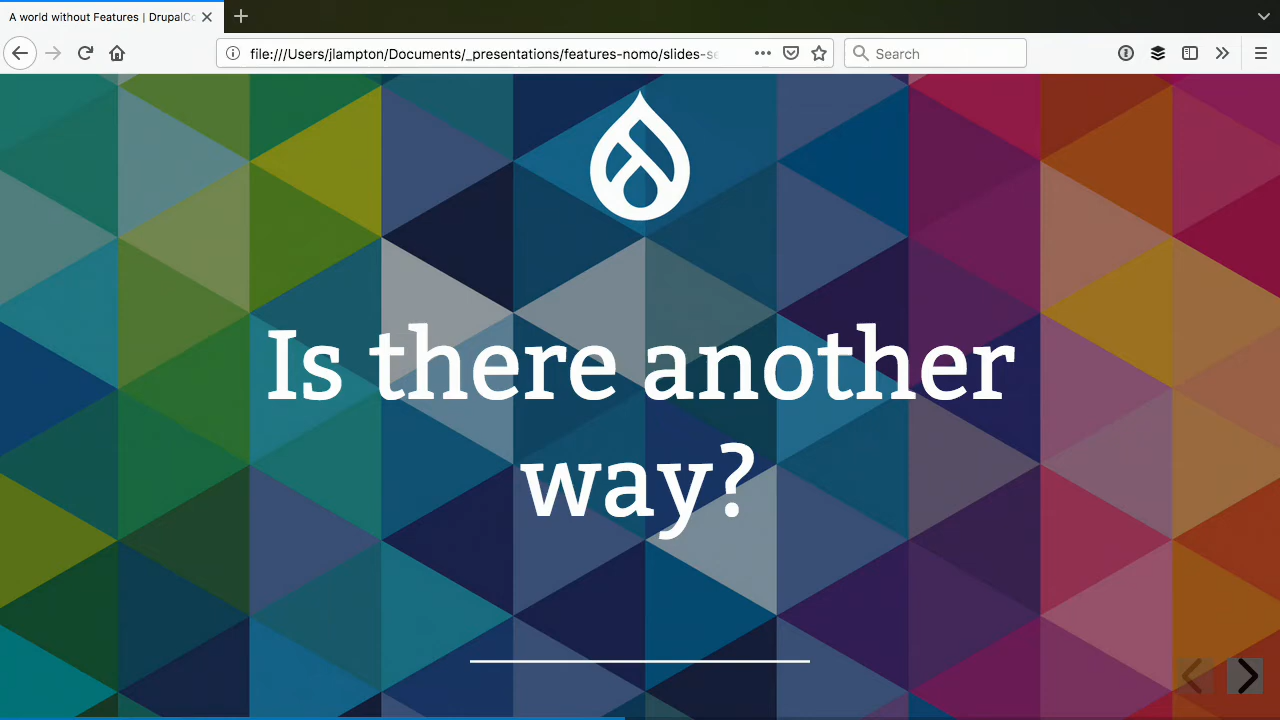 A world without Features | DrupalCo
file:///Users/jlampton/Documents/_presentations/features-nomo/slides-se
Search
Is there another
way?